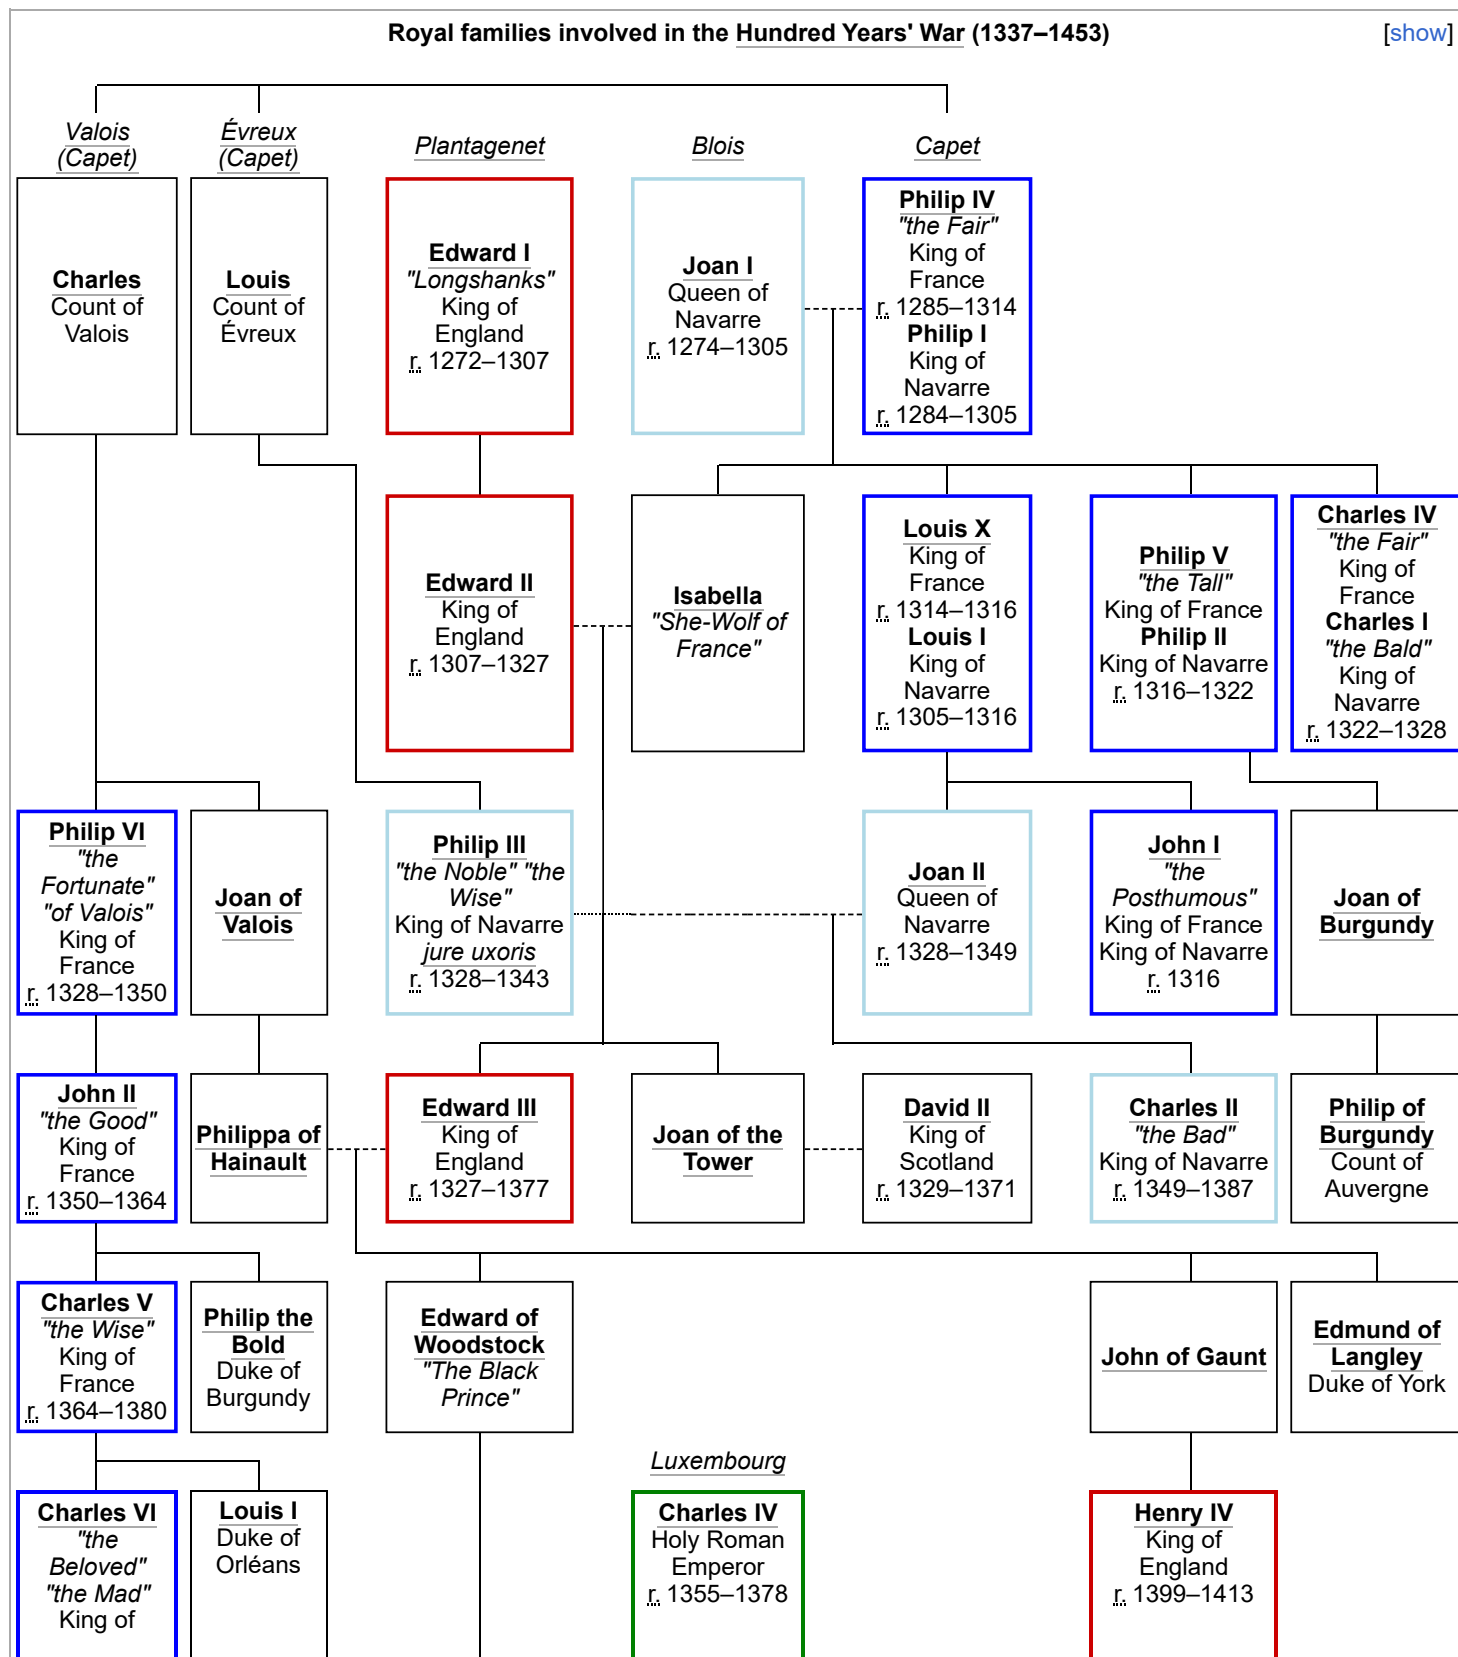 Royal families involved in the Hundred Years' War (1337–1453)
[show]
Valois
(Capet)
Évreux
(Capet)
Plantagenet
Blois
Capet
Charles
Count of
Valois
Louis
Count of
Évreux
Edward I
"Longshanks"
King of
England
r. 1272–1307
Joan I
Queen of
Navarre
r. 1274–1305
Philip IV
"the Fair"
King of
France
r. 1285–1314
Philip I
King of
Navarre
r. 1284–1305
Edward II
King of
England
r. 1307–1327
Isabella
"She-Wolf of
France"
Louis X
King of
France
r. 1314–1316
Louis I
King of
Navarre
r. 1305–1316
Philip V
"the Tall"
King of France
Philip II
King of Navarre
r. 1316–1322
Charles IV
"the Fair"
King of
France
Charles I
"the Bald"
King of
Navarre
r. 1322–1328
Philip VI
"the
Fortunate"
"of Valois"
King of
France
r. 1328–1350
Joan of
Valois
Philip III
"the Noble" "the
Wise"
King of Navarre
jure uxoris
r. 1328–1343
Joan II
Queen of
Navarre
r. 1328–1349
John I
"the
Posthumous"
King of France
King of Navarre
r. 1316
Joan of
Burgundy
John II
"the Good"
King of
France
r. 1350–1364
Philippa of
Hainault
Edward III
King of
England
r. 1327–1377
Joan of the
Tower
David II
King of
Scotland
r. 1329–1371
Charles II
"the Bad"
King of Navarre
r. 1349–1387
Philip of
Burgundy
Count of
Auvergne
Charles V
"the Wise"
King of
France
r. 1364–1380
Philip the
Bold
Duke of
Burgundy
Edward of
Woodstock
"The Black
Prince"
John of Gaunt
Edmund of
Langley
Duke of York
Luxembourg
Charles VI
"the
Beloved"
"the Mad"
King of
Louis I
Duke of
Orléans
Charles IV
Holy Roman
Emperor
r. 1355–1378
Henry IV
King of
England
r. 1399–1413